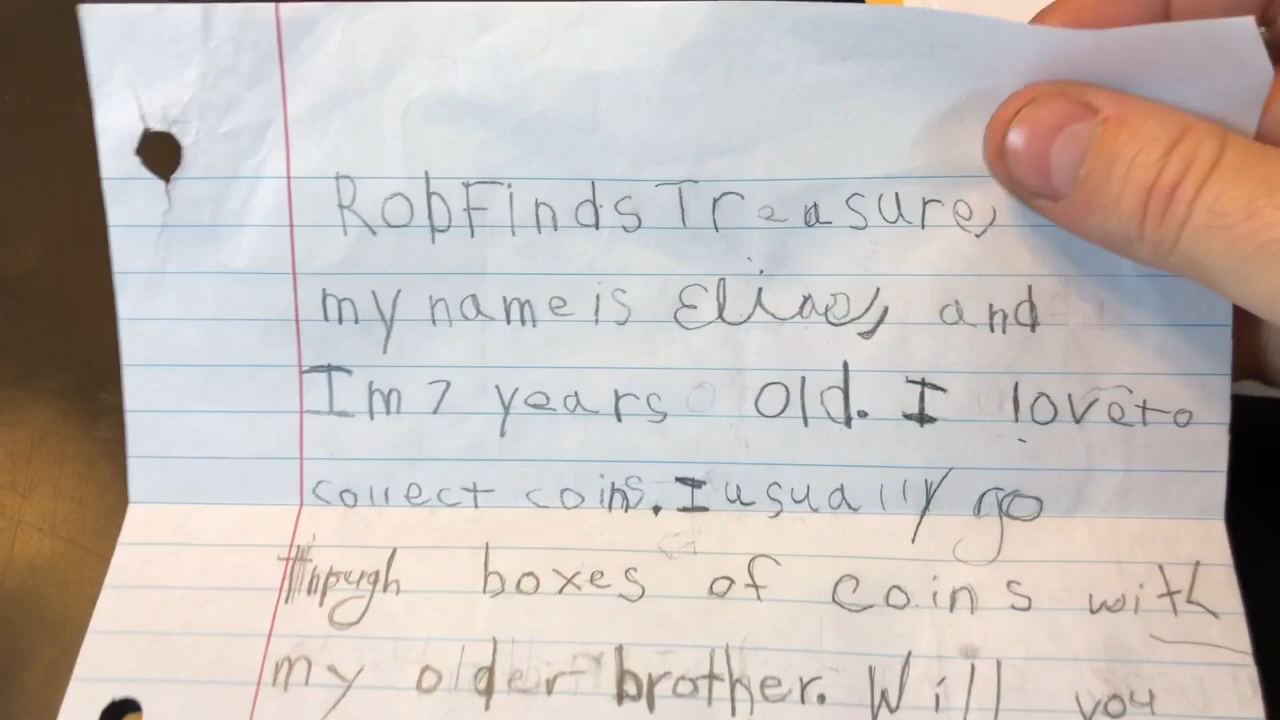 RobFindsTreasure,
my name is Elias, and
Im 7 years old. I love to
collect coins. I usually go
though boxes of coins with
my older brother. Will you